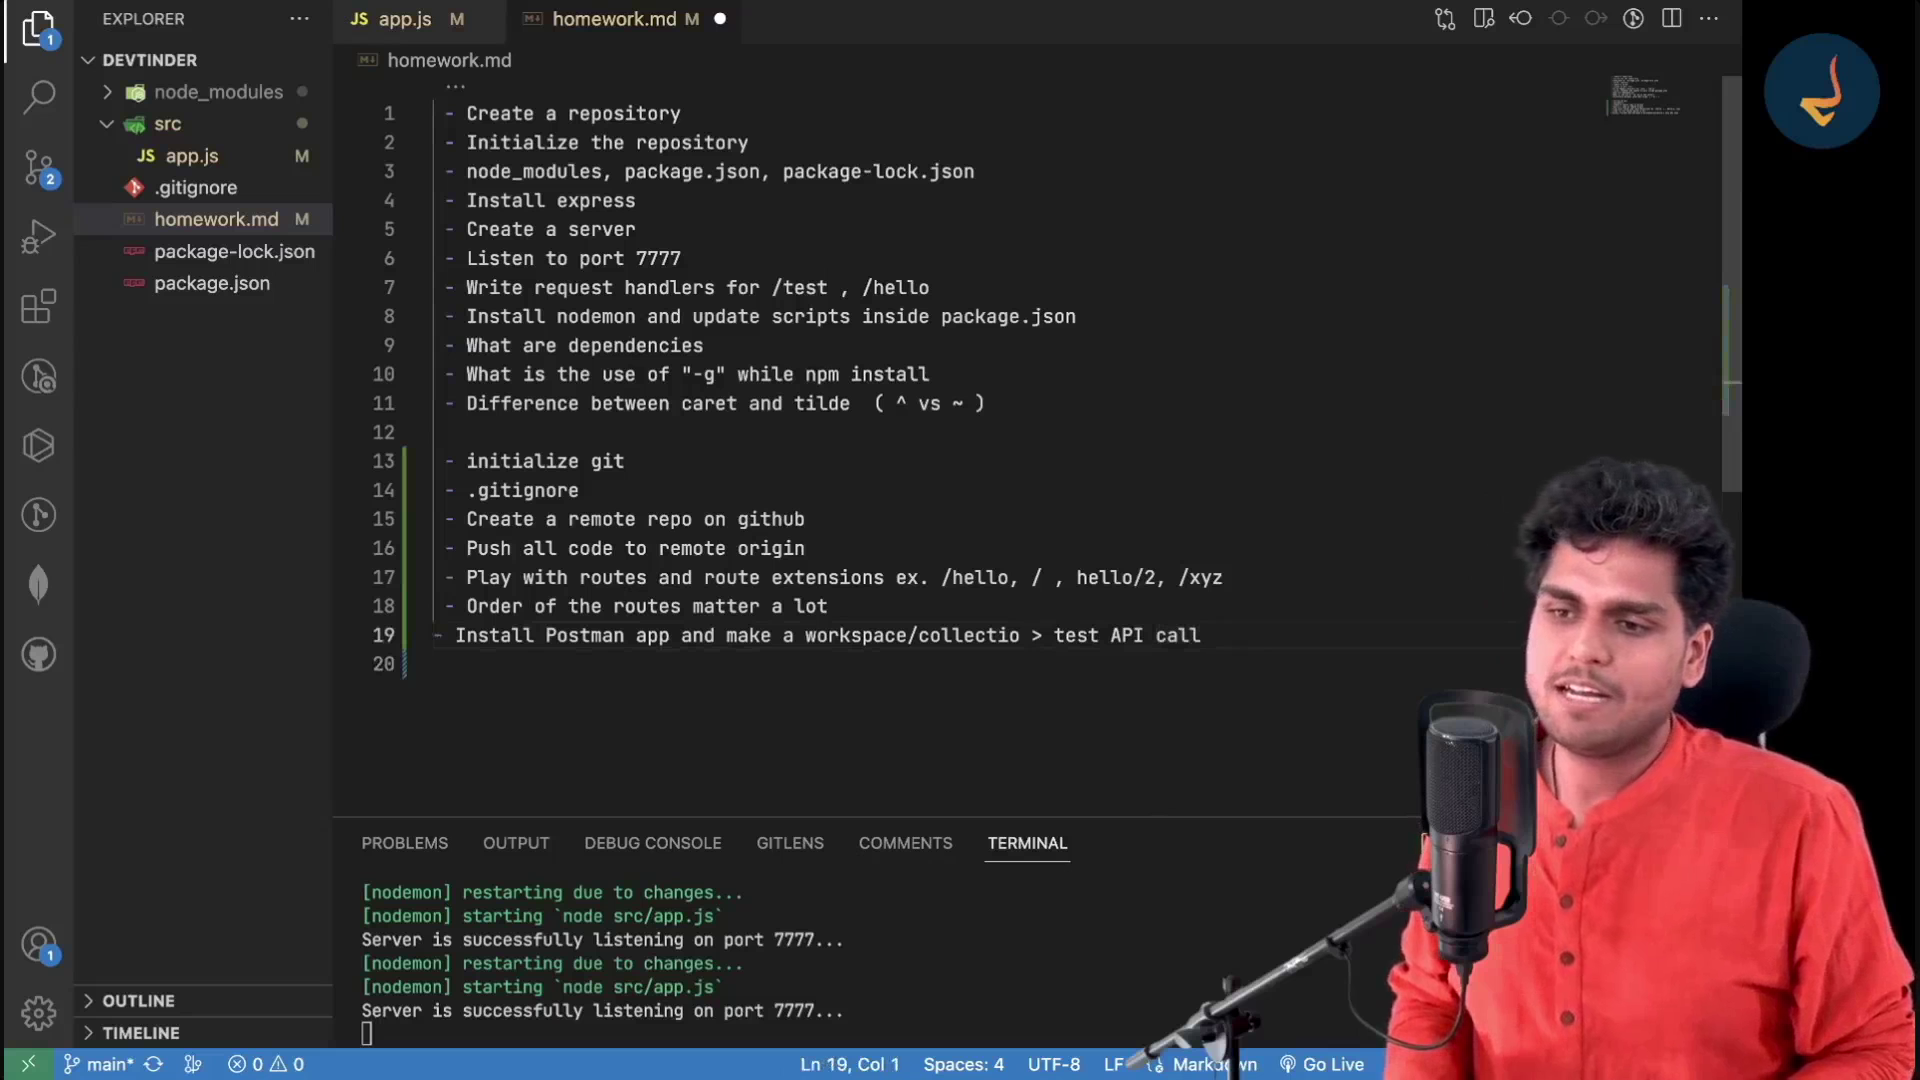 EXPLORER
DEVTINDER
node_modules
src
JS app.js M
.gitignore
homework.md M
package-lock.json
package.json
OUTLINE
TIMELINE
1
2
1
JS app.js M
homework.md M
homework.md
...
1 - Create a repository
2 - Initialize the repository
3 - node_modules, package.json, package-lock.json
4 - Install express
5 - Create a server
6 - Listen to port 7777
7 - Write request handlers for /test , /hello
8 - Install nodemon and update scripts inside package.json
9 - What are dependencies
10 - What is the use of "-g" while npm install
11 - Difference between caret and tilde ( ^ vs ~ )
12
13 - initialize git
14 - .gitignore
15 - Create a remote repo on github
16 - Push all code to remote origin
17 - Play with routes and route extensions ex. /hello, / , hello/2, /xyz
18 - Order of the routes matter a lot
19 - Install Postman app and make a workspace/collectio > test API call
20
PROBLEMS OUTPUT DEBUG CONSOLE GITLENS COMMENTS TERMINAL
[nodemon] restarting due to changes...
[nodemon] starting `node src/app.js`
Server is successfully listening on port 7777...
[nodemon] restarting due to changes...
[nodemon] starting `node src/app.js`
Server is successfully listening on port 7777...
main* 0 0 Ln 19, Col 1 Spaces: 4 UTF-8 LF Markdown Go Live